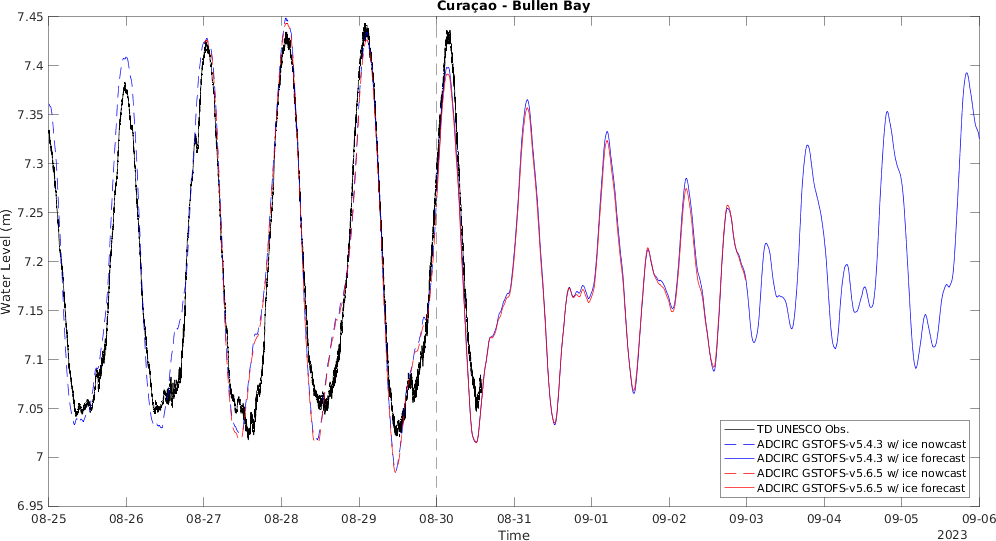 Curaçao - Bullen Bay
Water Level (m)
7.45
7.4
7.35
7.3
7.25
7.2
7.15
7.1
7.05
7
6.95
TD UNESCO Obs.
ADCIRC GSTOFS-v5.4.3 w/ ice nowcast
ADCIRC GSTOFS-v5.4.3 w/ ice forecast
ADCIRC GSTOFS-v5.6.5 w/ ice nowcast
ADCIRC GSTOFS-v5.6.5 w/ ice forecast
08-25 08-26 08-27 08-28 08-29 08-30 08-31 09-01 09-02 09-03 09-04 09-05 09-06
Time
2023